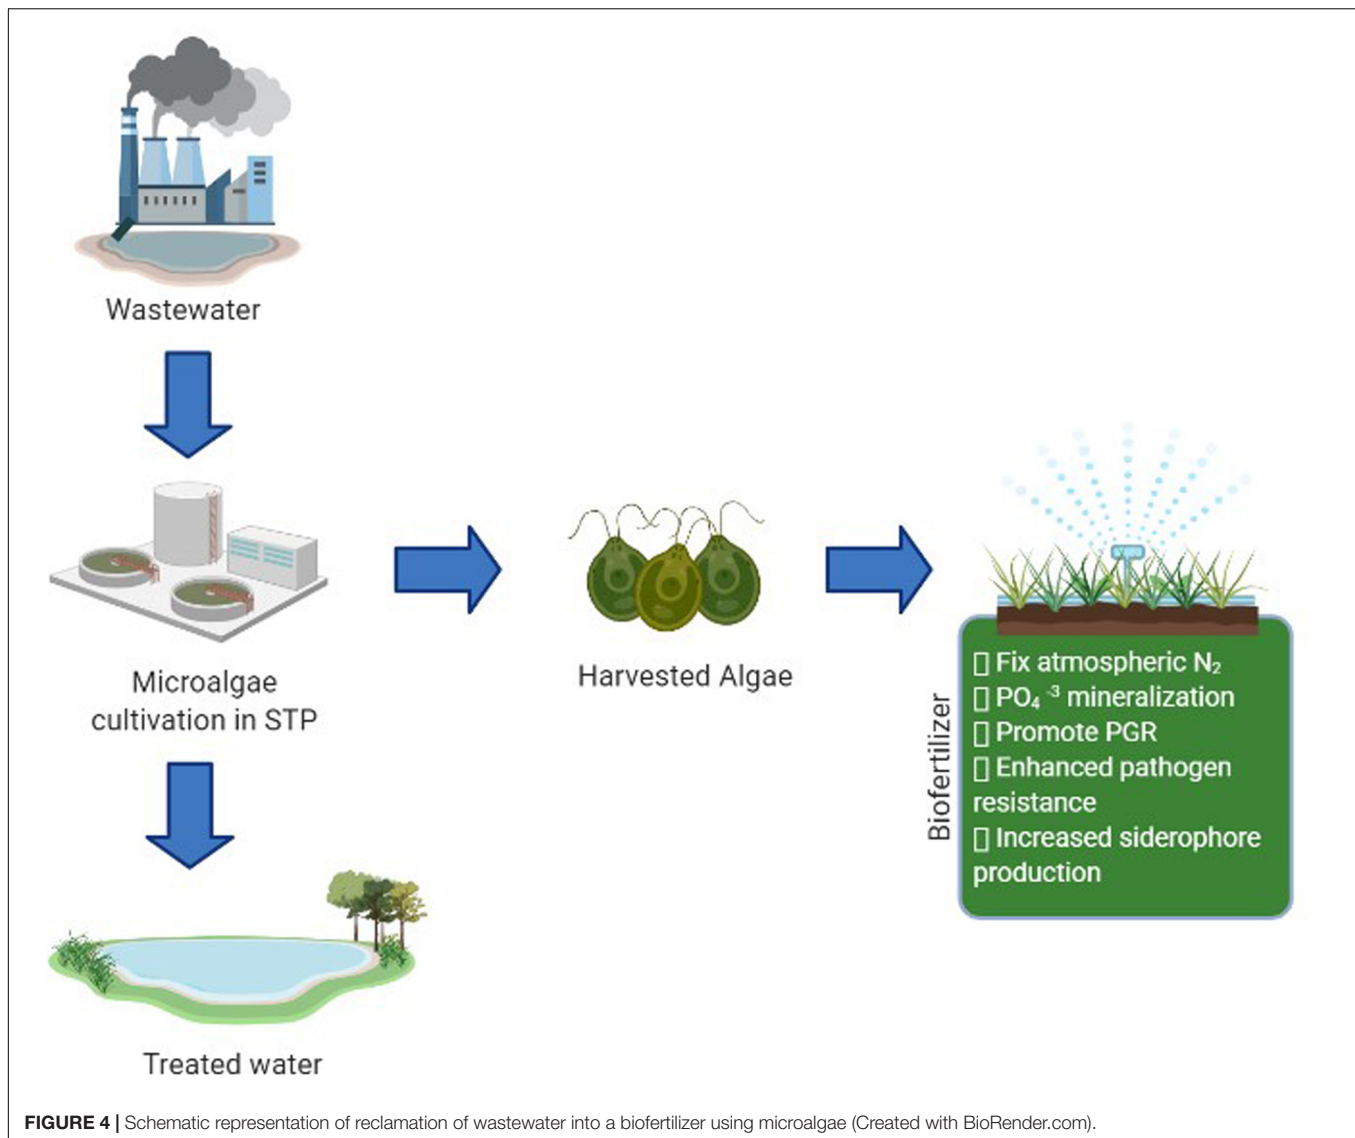 Wastewater
Microalgae
cultivation in STP
Harvested Algae
Treated water
Biofertilizer
▯ Fix atmospheric N₂
▯ PO₄ ⁻³ mineralization
▯ Promote PGR
▯ Enhanced pathogen
resistance
▯ Increased siderophore
production
FIGURE 4 | Schematic representation of reclamation of wastewater into a biofertilizer using microalgae (Created with BioRender.com).